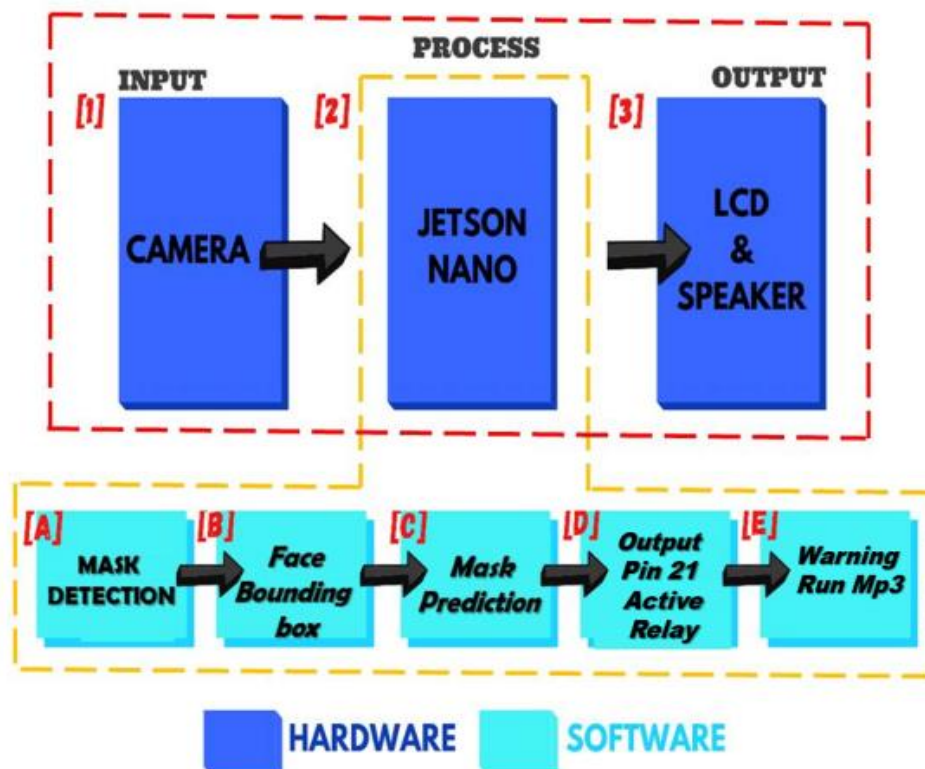 PROCESS
INPUT
OUTPUT
[1]
[2]
[3]
CAMERA
JETSON
NANO
LCD
&
SPEAKER
[A]
MASK
DETECTION
[B]
Face
Bounding
box
[C]
Mask
Prediction
[D]
Output
Pin 21
Active
Relay
[E]
Warning
Run Mp3
HARDWARE
SOFTWARE